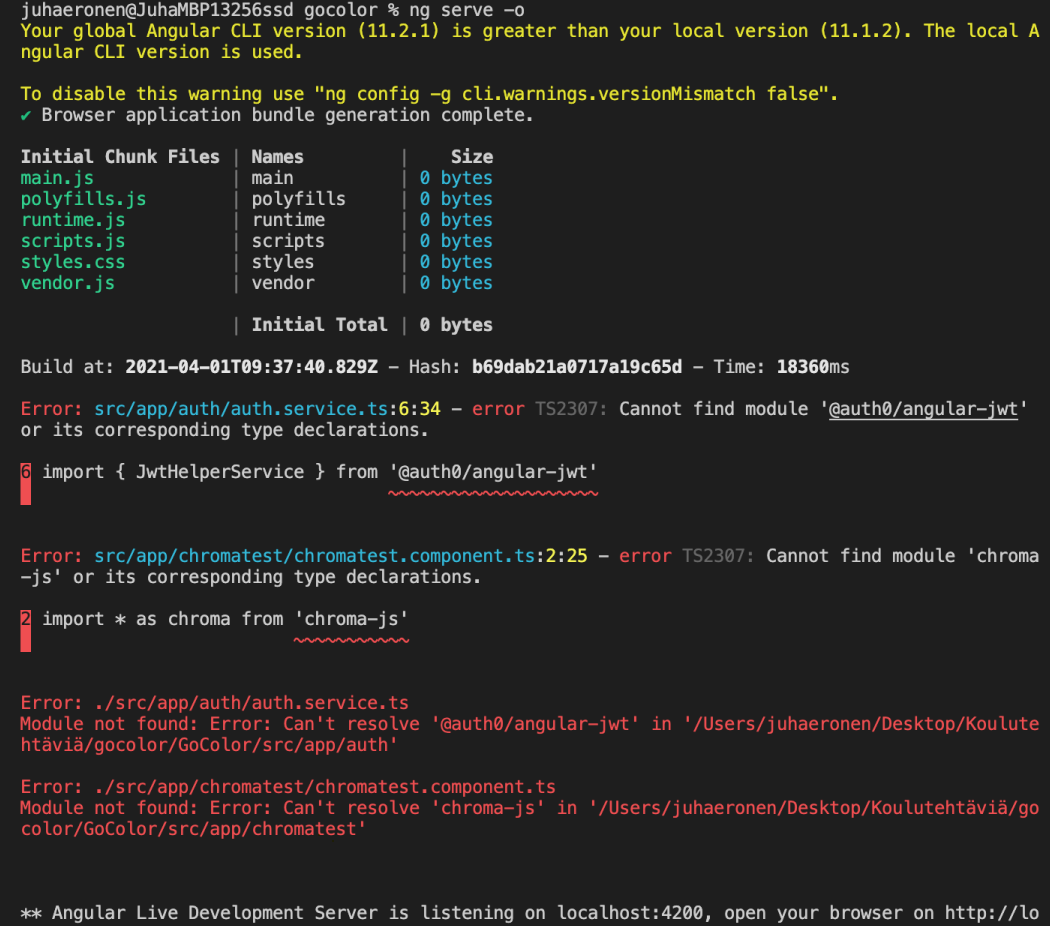 juhaeronen@JuhaMBP13256ssd gocolor % ng serve -o
Your global Angular CLI version (11.2.1) is greater than your local version (11.1.2). The local A
ngular CLI version is used.
To disable this warning use "ng config -g cli.warnings.versionMismatch false".
✔ Browser application bundle generation complete.
Initial Chunk Files | Names | Size
main.js | main | 0 bytes
polyfills.js | polyfills | 0 bytes
runtime.js | runtime | 0 bytes
scripts.js | scripts | 0 bytes
styles.css | styles | 0 bytes
vendor.js | vendor | 0 bytes
| Initial Total | 0 bytes
Build at: 2021-04-01T09:37:40.829Z - Hash: b69dab21a0717a19c65d - Time: 18360ms
Error: src/app/auth/auth.service.ts:6:34 - error TS2307: Cannot find module '@auth0/angular-jwt'
or its corresponding type declarations.
6 import { JwtHelperService } from '@auth0/angular-jwt'
Error: src/app/chromatest/chromatest.component.ts:2:25 - error TS2307: Cannot find module 'chroma
-js' or its corresponding type declarations.
2 import * as chroma from 'chroma-js'
Error: ./src/app/auth/auth.service.ts
Module not found: Error: Can't resolve '@auth0/angular-jwt' in '/Users/juhaeronen/Desktop/Koulute
htäviä/gocolor/GoColor/src/app/auth'
Error: ./src/app/chromatest/chromatest.component.ts
Module not found: Error: Can't resolve 'chroma-js' in '/Users/juhaeronen/Desktop/Koulutehtäviä/go
color/GoColor/src/app/chromatest'
** Angular Live Development Server is listening on localhost:4200, open your browser on http://lo